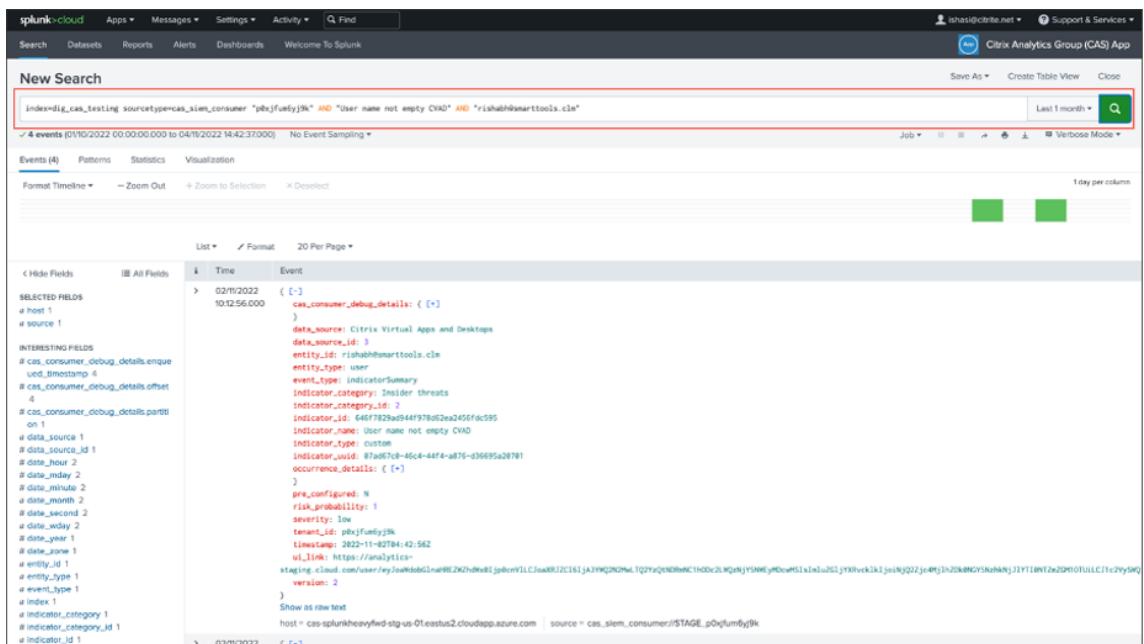 splunk>cloud Apps Messages Settings Activity Find ishasi@citrite.net Support & Services
Search Datasets Reports Alerts Dashboards Welcome To Splunk App Citrix Analytics Group (CAS) App
New Search Save As Create Table View Close
index=dig_cas_testing sourcetype=cas_siem_consumer "p0xjfum6yj9k" AND "User name not empty CVAD" AND "rishabh@smarttools.clm" Last 1 month
4 events (01/10/2022 00:00:00.000 to 04/11/2022 14:42:37.000) No Event Sampling Job Verbose Mode
Events (4) Patterns Statistics Visualization
Format Timeline — Zoom Out + Zoom to Selection × Deselect 1 day per column
List Format 20 Per Page
< Hide Fields All Fields i Time Event
SELECTED FIELDS
a host 1
a source 1
INTERESTING FIELDS
# cas_consumer_debug_details.enque
ued_timestamp 4
# cas_consumer_debug_details.offset
4
# cas_consumer_debug_details.partiti
on 1
a data_source 1
# data_source_id 1
# date_hour 2
# date_mday 2
# date_minute 2
a date_month 2
# date_second 2
a date_wday 2
# date_year 1
# date_zone 1
a entity_id 1
a entity_type 1
a event_type 1
a index 1
a indicator_category 1
# indicator_category_id 1
a indicator_id 1
> 02/11/2022
10:12:56.000
{ [-]
cas_consumer_debug_details: { [+]
}
data_source: Citrix Virtual Apps and Desktops
data_source_id: 3
entity_id: rishabh@smarttools.clm
entity_type: user
event_type: indicatorSummary
indicator_category: Insider threats
indicator_category_id: 2
indicator_id: 646f7829ad944f978d62ea2456fdc595
indicator_name: User name not empty CVAD
indicator_type: custom
indicator_uuid: 07ad67c0-46c4-44f4-a876-d36695a20701
occurrence_details: { [+]
}
pre_configured: N
risk_probability: 1
severity: low
tenant_id: p0xjfum6yj9k
timestamp: 2022-11-02T04:42:56Z
ui_link: https://analytics-
version: 2
}
Show as raw text
host = cas-splunkheavyfwd-stg-us-01.eastus2.cloudapp.azure.com source = cas_siem_consumer://STAGE_p0xjfum6yj9k
> 02/11/2022 { [-]